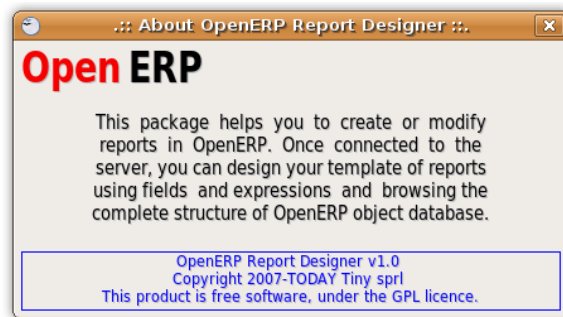 .:: About OpenERP Report Designer ::.
Open ERP
This package helps you to create or modify
reports in OpenERP. Once connected to the
server, you can design your template of reports
using fields and expressions and browsing the
complete structure of OpenERP object database.
OpenERP Report Designer v1.0
Copyright 2007-TODAY Tiny sprl
This product is free software, under the GPL licence.